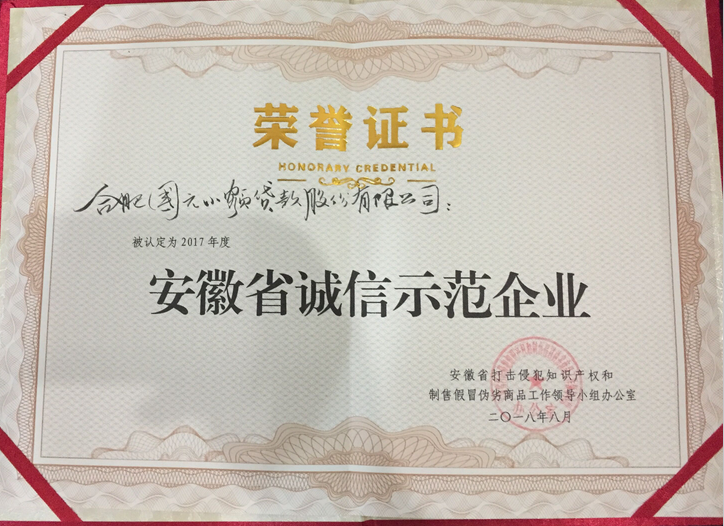 荣誉证书
HONORARY CREDENTIAL
合肥国元小额贷款股份有限公司：
被认定为2017年度
安徽省诚信示范企业
安徽省打击侵犯知识产权和
制售假冒伪劣商品工作领导小组办公室
二〇一八年八月
办公室